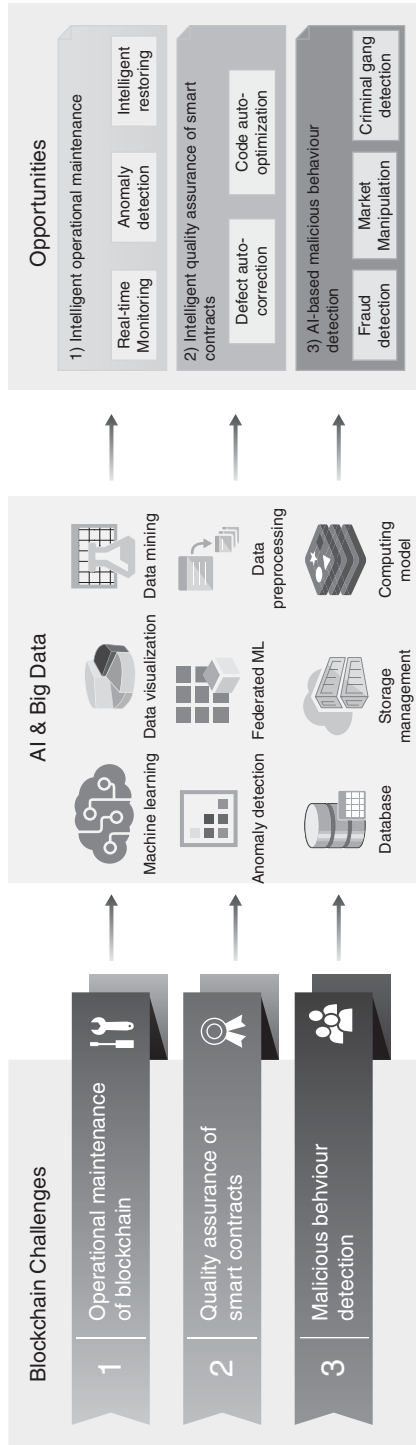 Blockchain Challenges
1
Operational maintenance
of blockchain
2
Quality assurance of
smart contracts
3
Malicious behviour
detection
AI & Big Data
Machine learning
Data visualization
Data mining
Anomaly detection
Federated ML
Data
preprocessing
Database
Storage
management
Computing
model
Opportunities
1) Intelligent operational maintenance
Real-time
Monitoring
Anomaly
detection
Intelligent
restoring
2) Intelligent quality assurance of smart
contracts
Defect auto-
correction
Code auto-
optimization
3) AI-based malicious behaviour
detection
Fraud
detection
Market
Manipulation
Criminal gang
detection